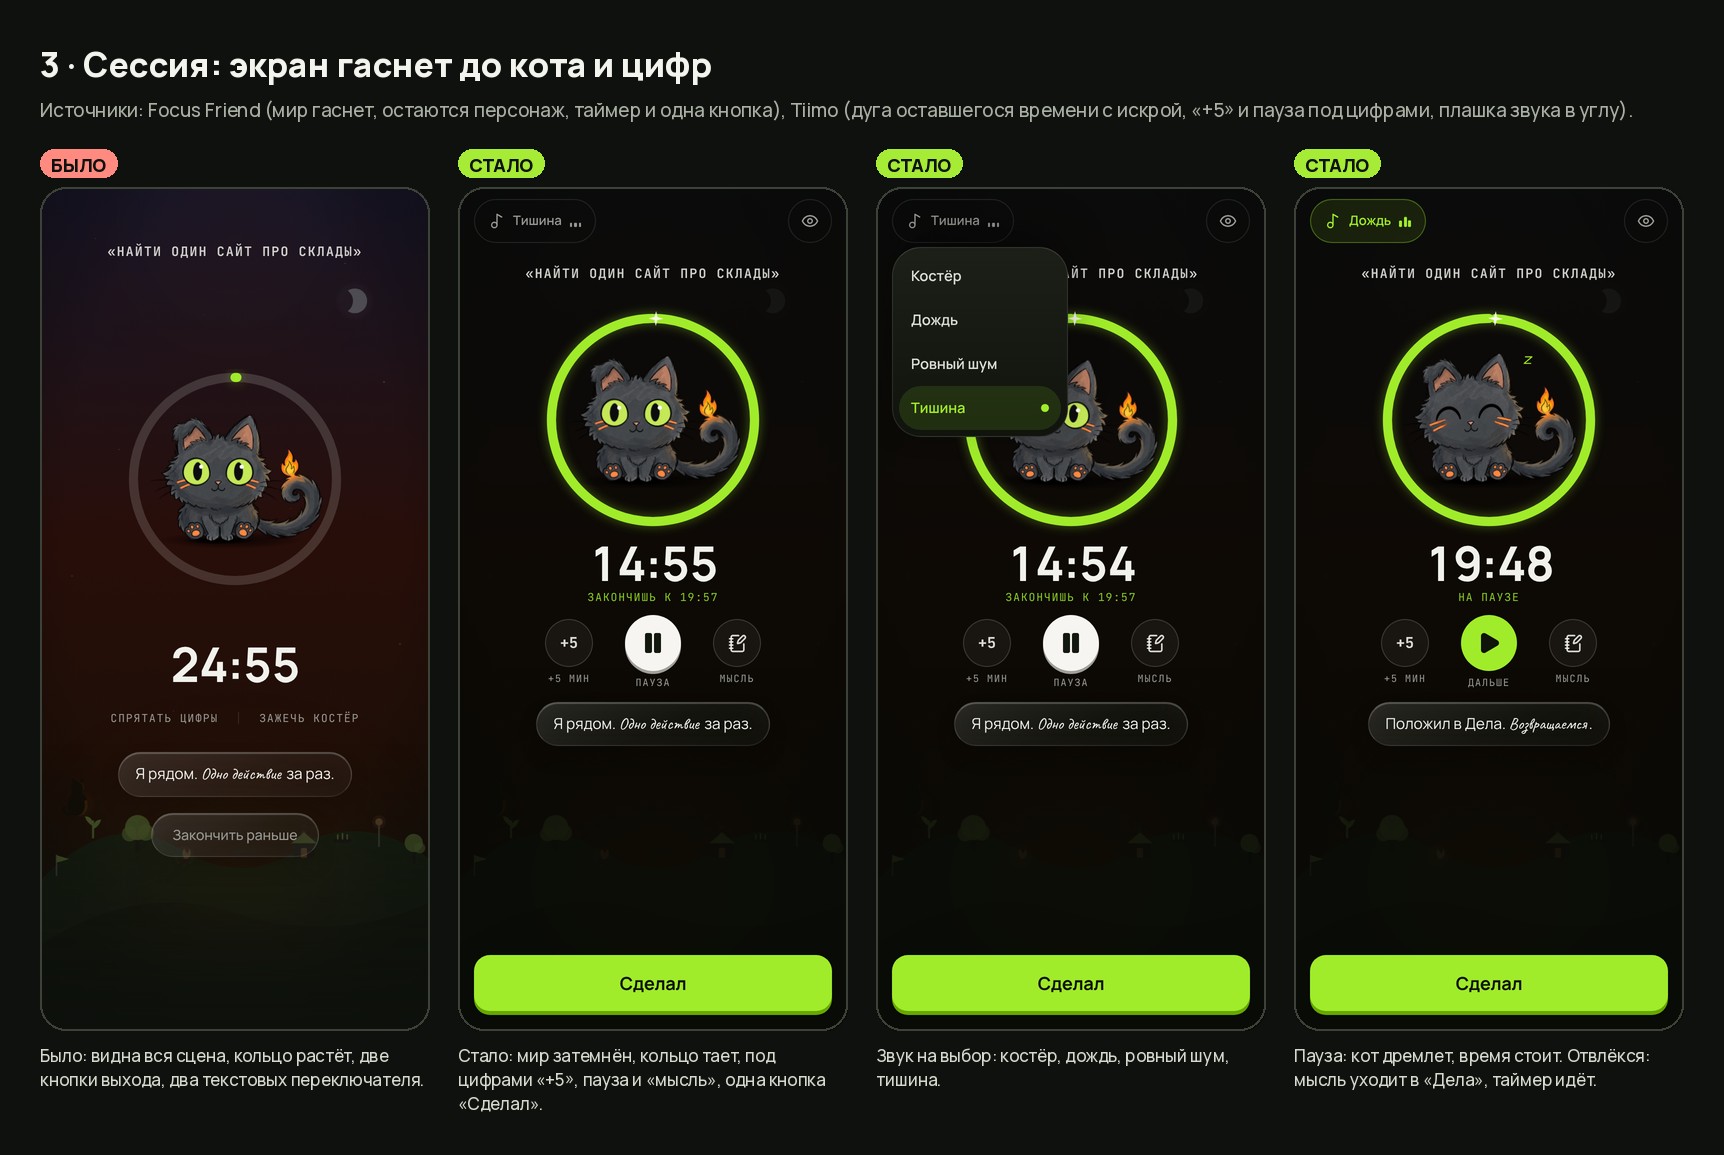 3 · Сессия: экран гаснет до кота и цифр
Источники: Focus Friend (мир гаснет, остаются персонаж, таймер и одна кнопка), Tiimo (дуга оставшегося времени с искрой, «+5» и пауза под цифрами, плашка звука в углу).
БЫЛО
«НАЙТИ ОДИН САЙТ ПРО СКЛАДЫ»
24:55
СПРЯТАТЬ ЦИФРЫ
ЗАЖЕЧЬ КОСТЁР
Я рядом. Одно действие за раз.
Закончить раньше
Было: видна вся сцена, кольцо растёт, две
кнопки выхода, два текстовых переключателя.
СТАЛО
Тишина
«НАЙТИ ОДИН САЙТ ПРО СКЛАДЫ»
14:55
ЗАКОНЧИШЬ К 19:57
+5
+5 МИН
ПАУЗА
МЫСЛЬ
Я рядом. Одно действие за раз.
Сделал
Стало: мир затемнён, кольцо тает, под
цифрами «+5», пауза и «мысль», одна кнопка
«Сделал».
СТАЛО
Тишина
ЙТ ПРО СКЛАДЫ»
Костёр
Дождь
Ровный шум
Тишина
14:54
ЗАКОНЧИШЬ К 19:57
+5
+5 МИН
ПАУЗА
МЫСЛЬ
Я рядом. Одно действие за раз.
Сделал
Звук на выбор: костёр, дождь, ровный шум,
тишина.
СТАЛО
Дождь
«НАЙТИ ОДИН САЙТ ПРО СКЛАДЫ»
z
19:48
НА ПАУЗЕ
+5
+5 МИН
ДАЛЬШЕ
МЫСЛЬ
Положил в Дела. Возвращаемся.
Сделал
Пауза: кот дремлет, время стоит. Отвлёкся:
мысль уходит в «Дела», таймер идёт.